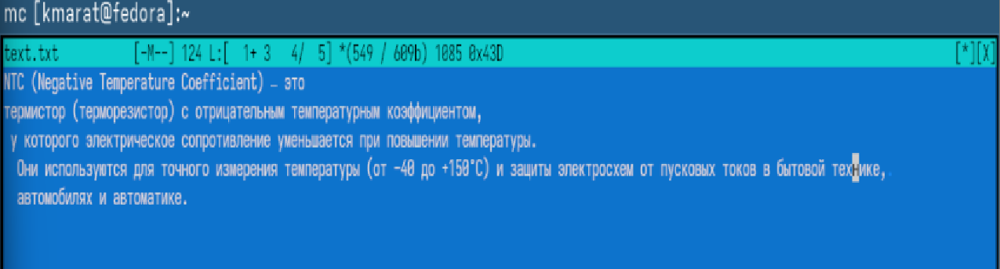 mc [kmarat@fedora]:~
text.txt [-M--] 124 L:[ 1+ 3 4/ 5] *(549 / 609b) 1085 0x43D [*][X]
NTC (Negative Temperature Coefficient) – это
термистор (терморезистор) с отрицательным температурным коэффициентом,
у которого электрическое сопротивление уменьшается при повышении температуры.
Они используются для точного измерения температуры (от -40 до +150°C) и защиты электросхем от пусковых токов в бытовой технике,
автомобилях и автоматике.